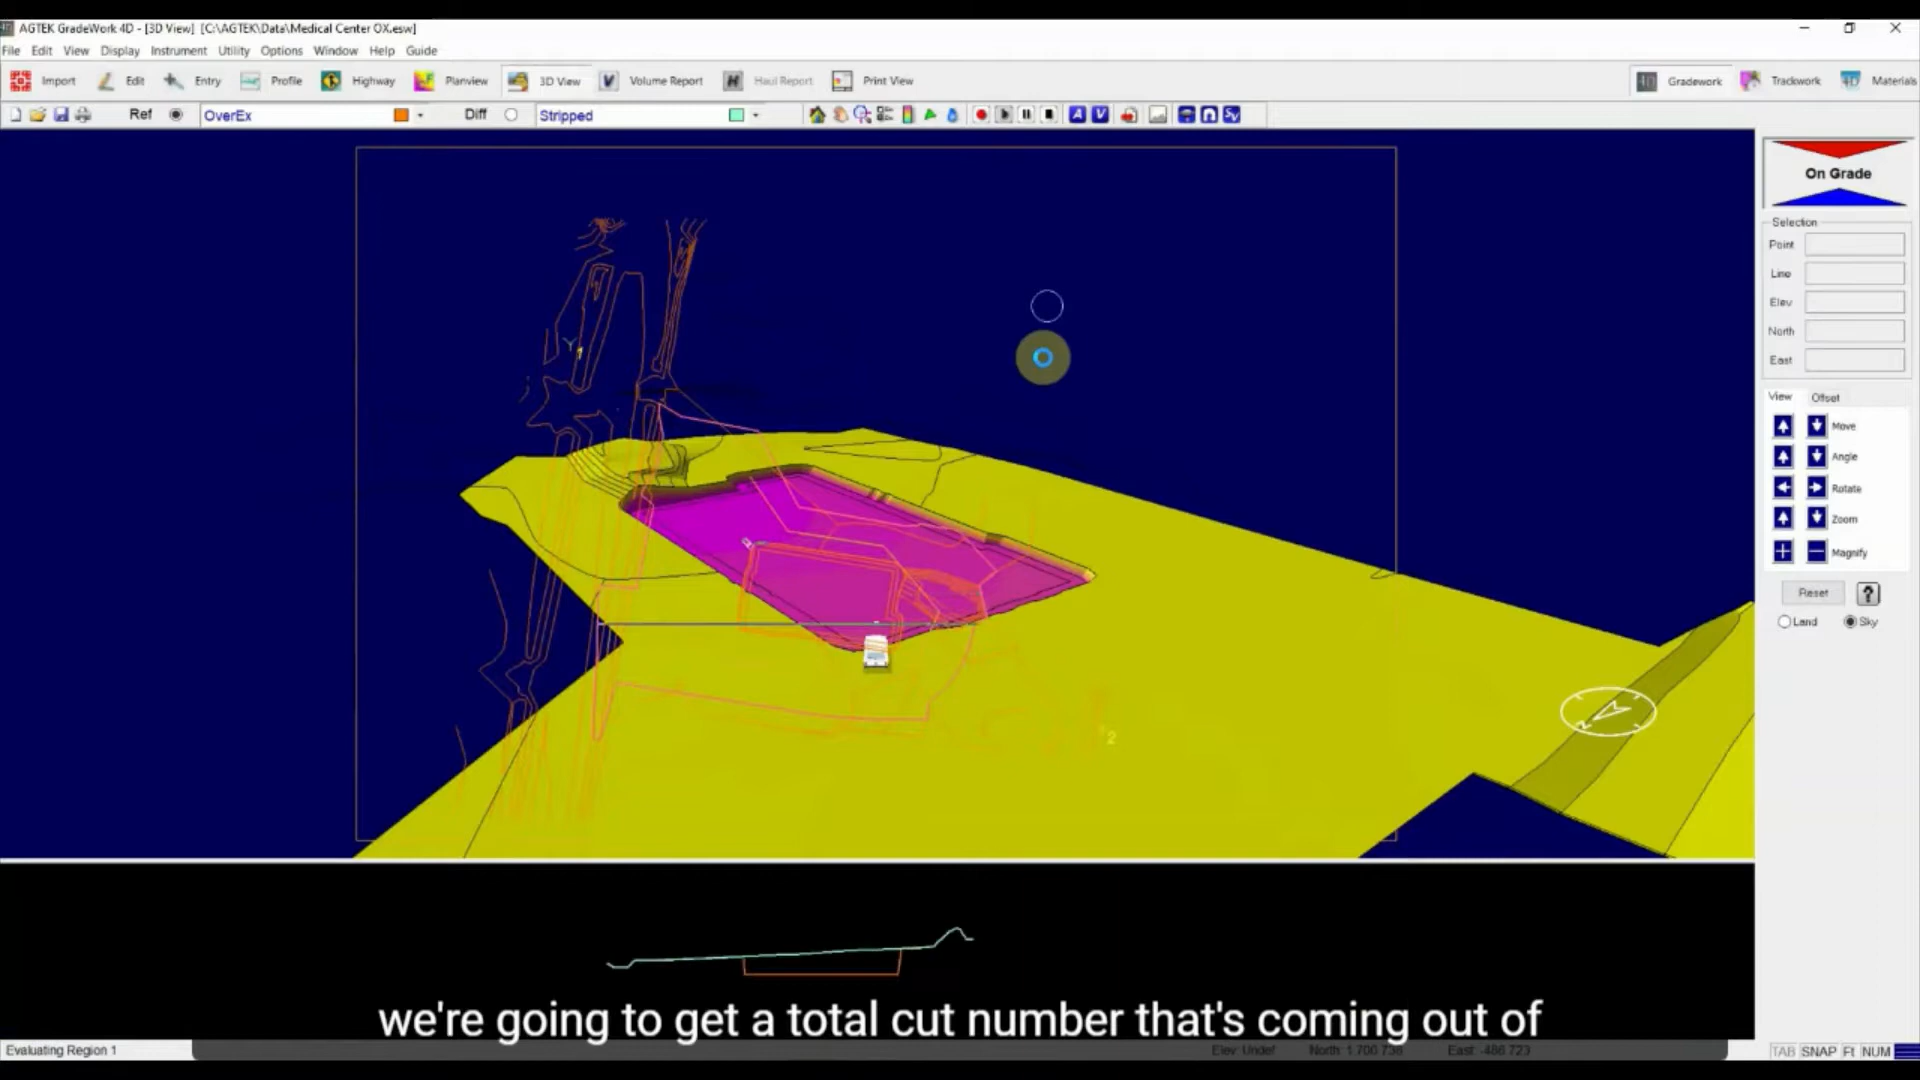 AGTEK GradeWork 4D - [3D View] [C:\AGTEK\Data\Medical Center OX.esw]
File Edit View Display Instrument Utility Options Window Help Guide
Import Edit Entry Profile Highway Planview 3D View Volume Report Haul Report Print View Gradework Trackwork Materials
Ref OverEx Diff Stripped A V SV
On Grade
Selection
Point
Line
Elev
North
East
View Offset
Move
Angle
Rotate
Zoom
Magnify
Reset ?
Land Sky
1
2
we're going to get a total cut number that's coming out of
Evaluating Region 1 Elev: Undef North: 1,700.738 East: -486.723 TAB SNAP Ft NUM